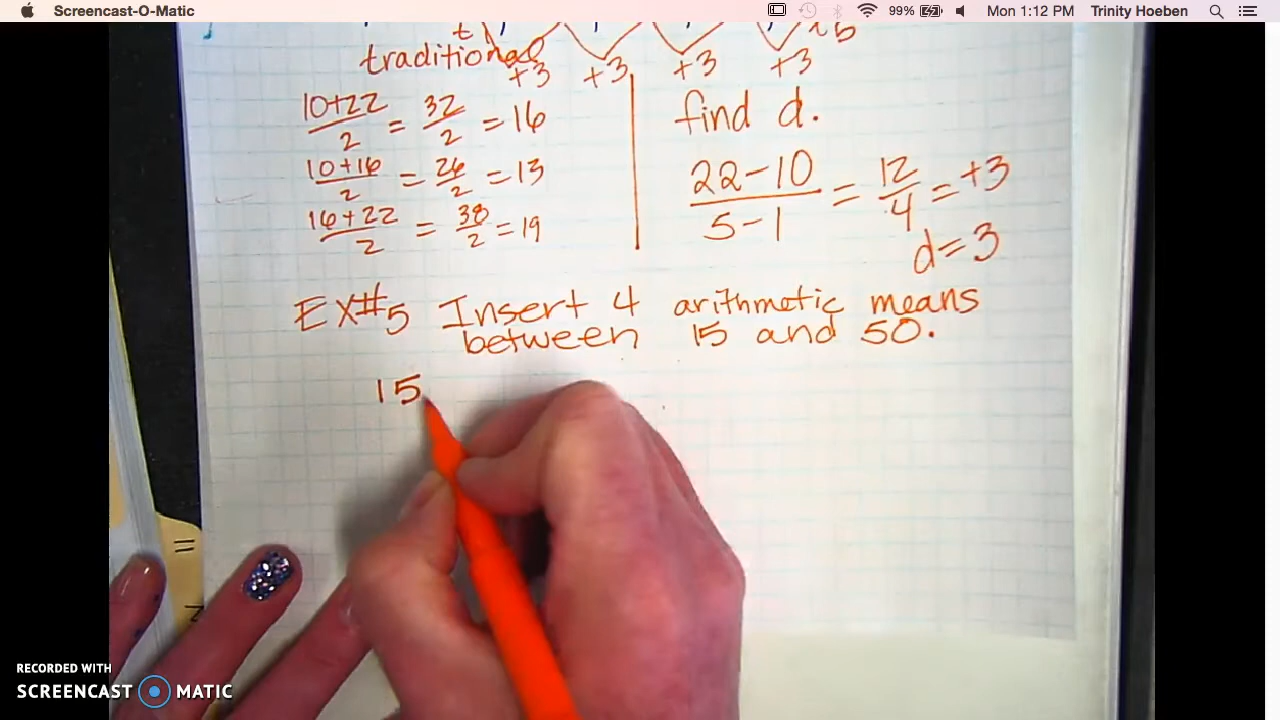 Screencast-O-Matic
99%
Mon 1:12 PM
Trinity Hoeben
traditional
+3 +3 +3 +3
10+22/2 = 32/2 = 16
10+16/2 = 26/2 = 13
16+22/2 = 38/2 = 19
find d.
22-10/5-1 = 12/4 = +3
d=3
EX#5 Insert 4 arithmetic means
between 15 and 50.
15
RECORDED WITH
SCREENCAST MATIC